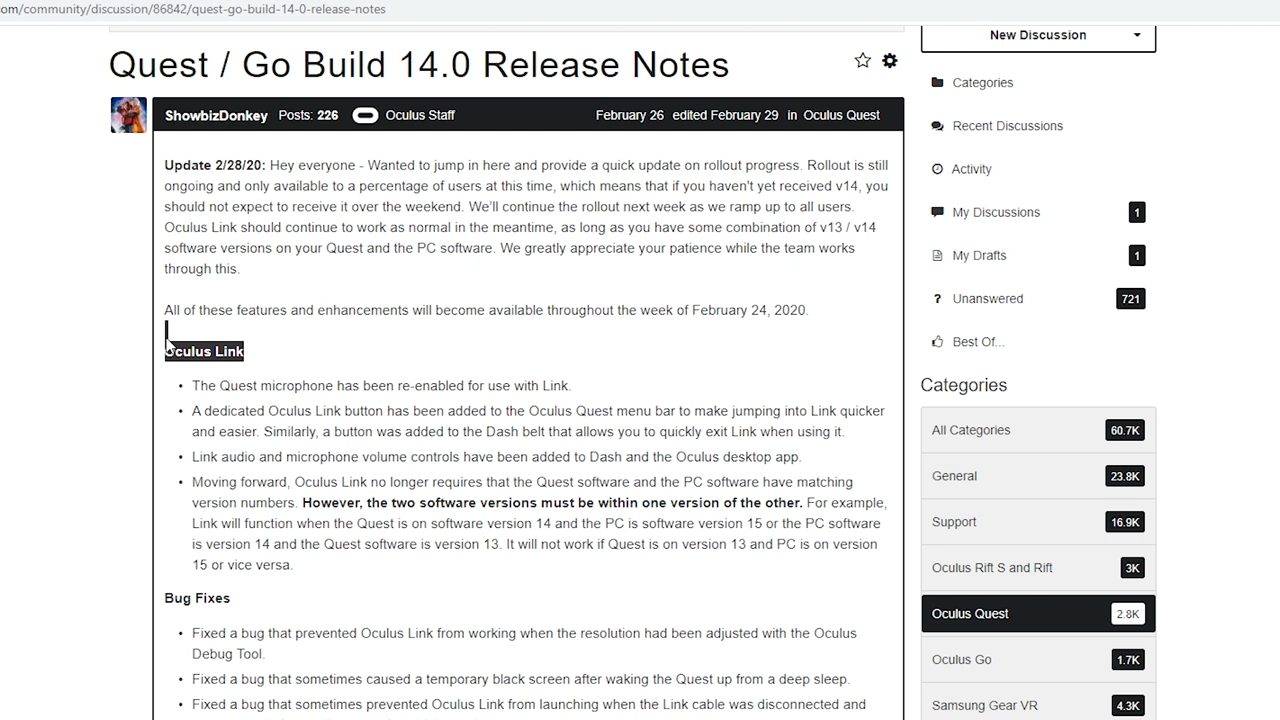 om/community/discussion/86842/quest-go-build-14-0-release-notes
Quest / Go Build 14.0 Release Notes
ShowbizDonkey Posts: 226 Oculus Staff February 26 edited February 29 in Oculus Quest
Update 2/28/20: Hey everyone - Wanted to jump in here and provide a quick update on rollout progress. Rollout is still
ongoing and only available to a percentage of users at this time, which means that if you haven't yet received v14, you
should not expect to receive it over the weekend. We'll continue the rollout next week as we ramp up to all users.
Oculus Link should continue to work as normal in the meantime, as long as you have some combination of v13 / v14
software versions on your Quest and the PC software. We greatly appreciate your patience while the team works
through this.
All of these features and enhancements will become available throughout the week of February 24, 2020.
Oculus Link
• The Quest microphone has been re-enabled for use with Link.
• A dedicated Oculus Link button has been added to the Oculus Quest menu bar to make jumping into Link quicker
and easier. Similarly, a button was added to the Dash belt that allows you to quickly exit Link when using it.
• Link audio and microphone volume controls have been added to Dash and the Oculus desktop app.
• Moving forward, Oculus Link no longer requires that the Quest software and the PC software have matching
version numbers. However, the two software versions must be within one version of the other. For example,
Link will function when the Quest is on software version 14 and the PC is software version 15 or the PC software
is version 14 and the Quest software is version 13. It will not work if Quest is on version 13 and PC is on version
15 or vice versa.
Bug Fixes
• Fixed a bug that prevented Oculus Link from working when the resolution had been adjusted with the Oculus
Debug Tool.
• Fixed a bug that sometimes caused a temporary black screen after waking the Quest up from a deep sleep.
• Fixed a bug that sometimes prevented Oculus Link from launching when the Link cable was disconnected and
New Discussion
Categories
Recent Discussions
Activity
My Discussions 1
My Drafts 1
? Unanswered 721
Best Of...
Categories
All Categories 60.7K
General 23.8K
Support 16.9K
Oculus Rift S and Rift 3K
Oculus Quest 2.8K
Oculus Go 1.7K
Samsung Gear VR 4.3K